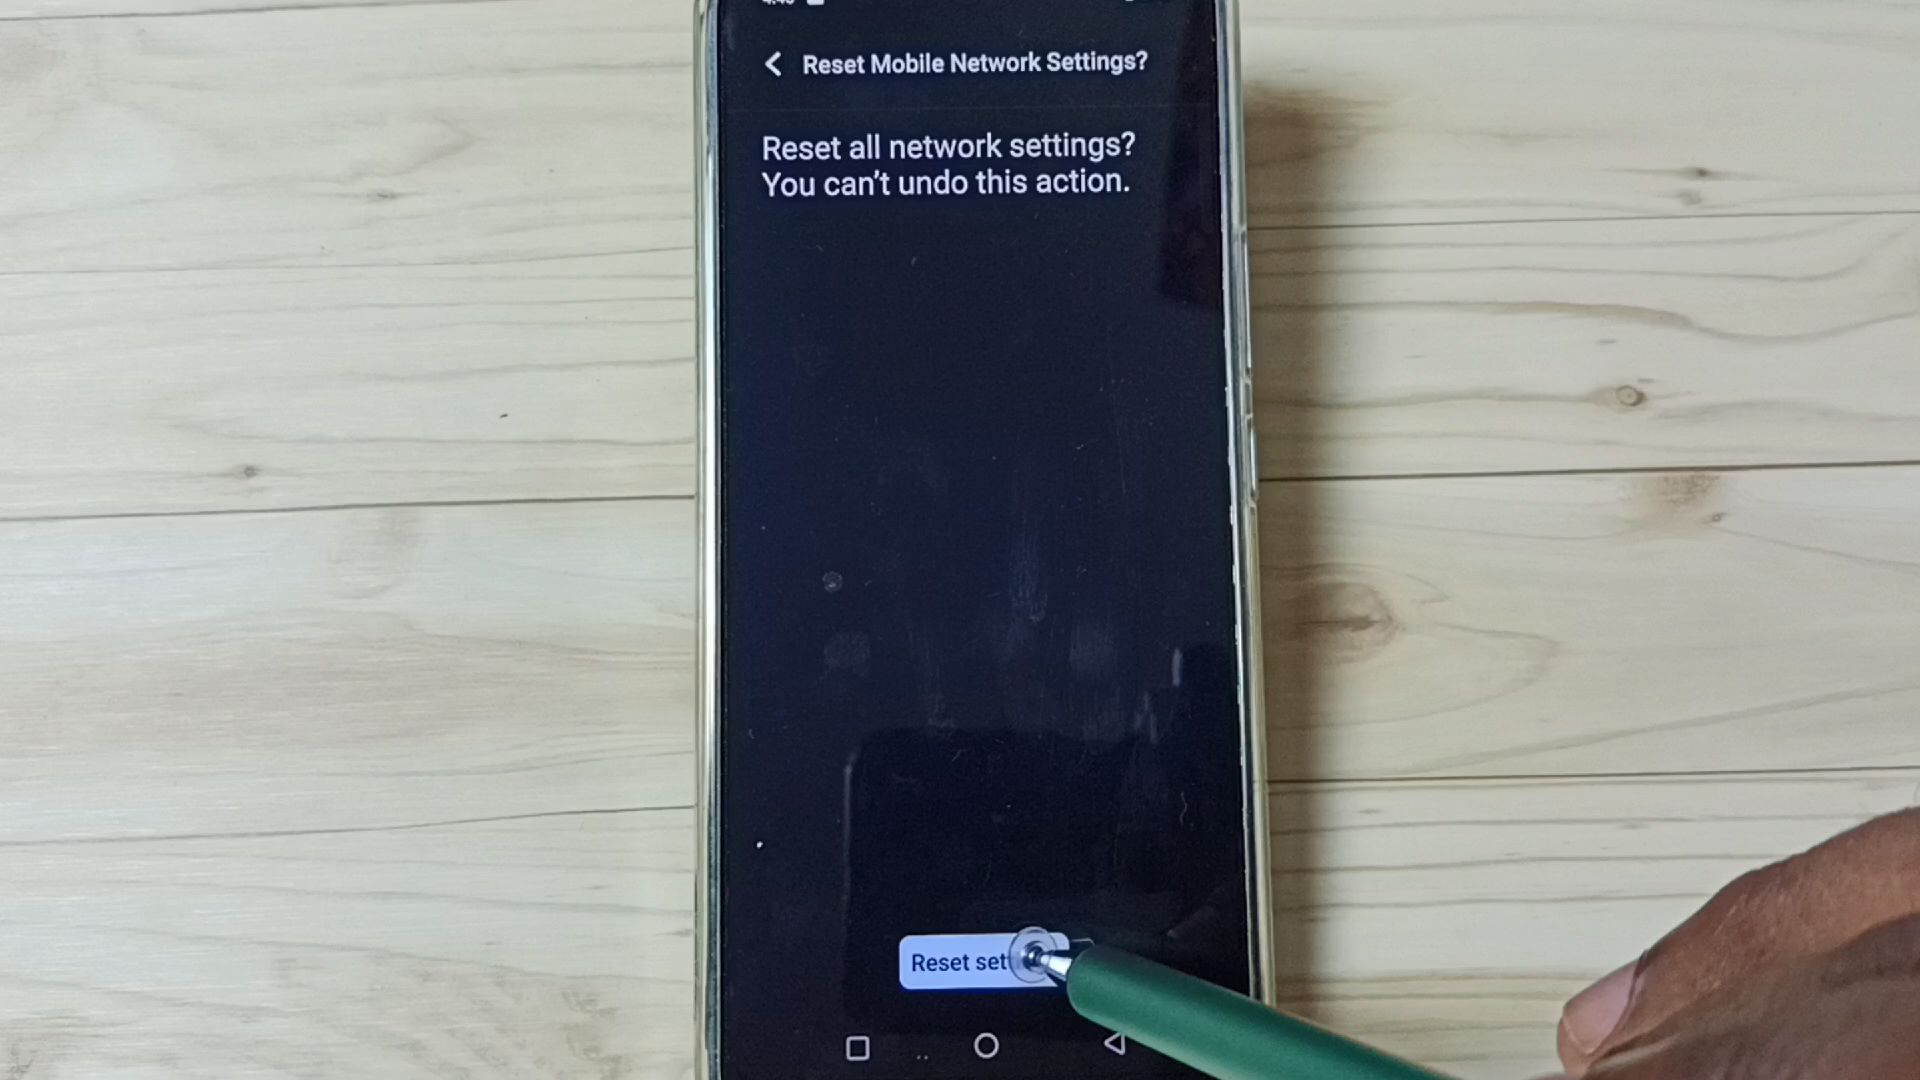 Reset Mobile Network Settings?
Reset all network settings?
You can't undo this action.
Reset set